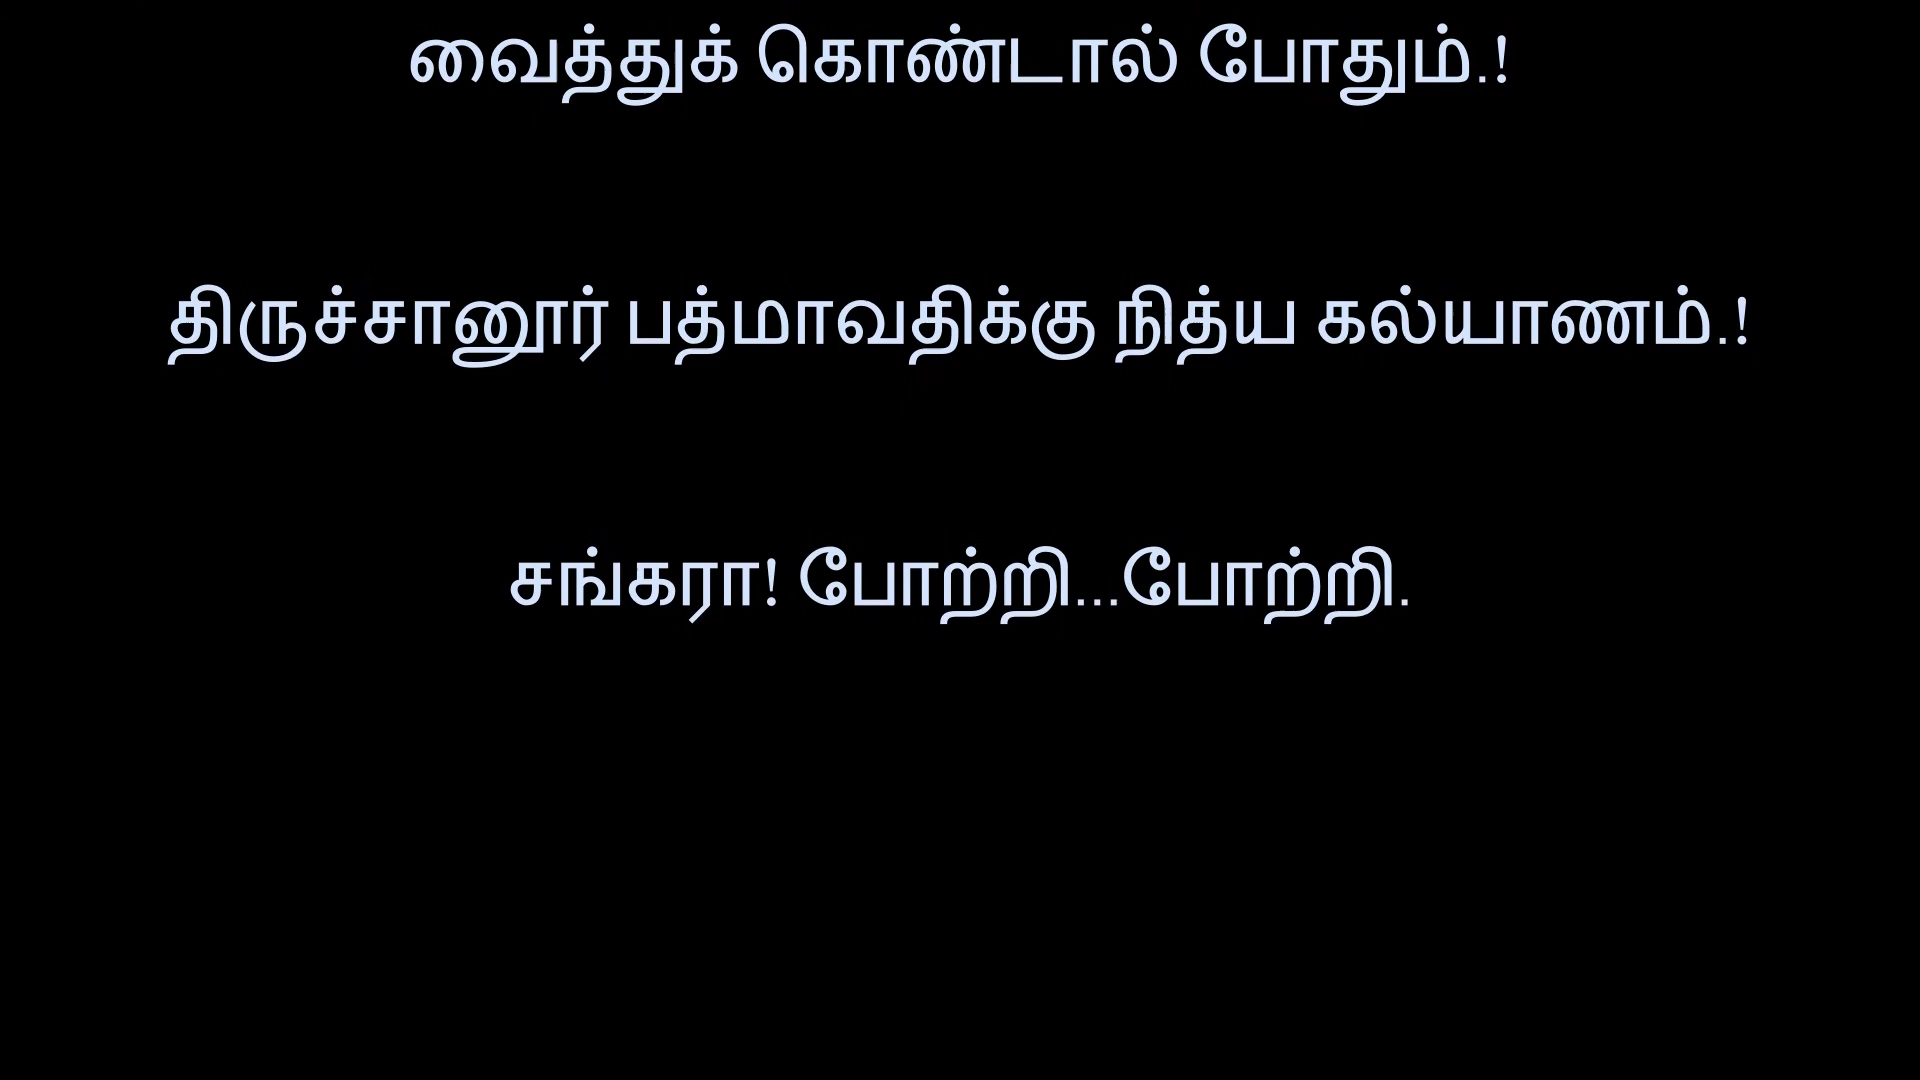 வைத்துக் கொண்டால் போதும்.!
திருச்சானூர் பத்மாவதிக்கு நித்ய கல்யாணம்.!
சங்கரா! போற்றி...போற்றி.